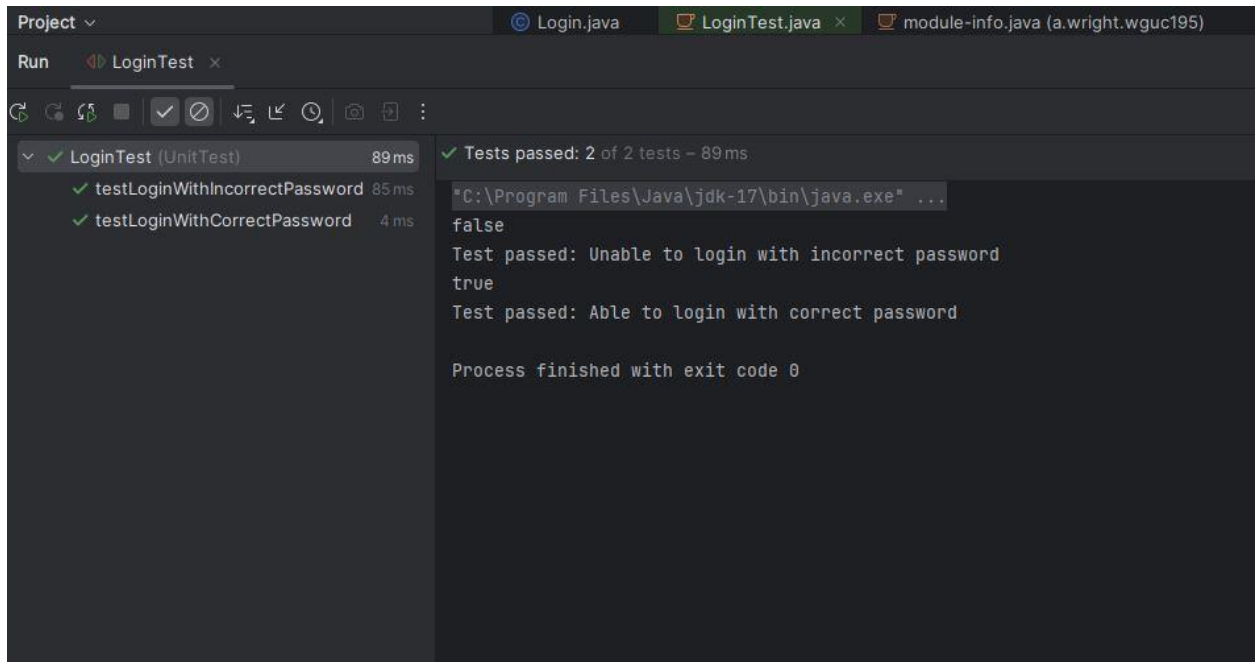 Project
Login.java
LoginTest.java
module-info.java (a.wright.wguc195)
Run
LoginTest
LoginTest (UnitTest) 89 ms
testLoginWithIncorrectPassword 85 ms
testLoginWithCorrectPassword 4 ms
Tests passed: 2 of 2 tests – 89 ms
"C:\Program Files\Java\jdk-17\bin\java.exe" ...
false
Test passed: Unable to login with incorrect password
true
Test passed: Able to login with correct password
Process finished with exit code 0